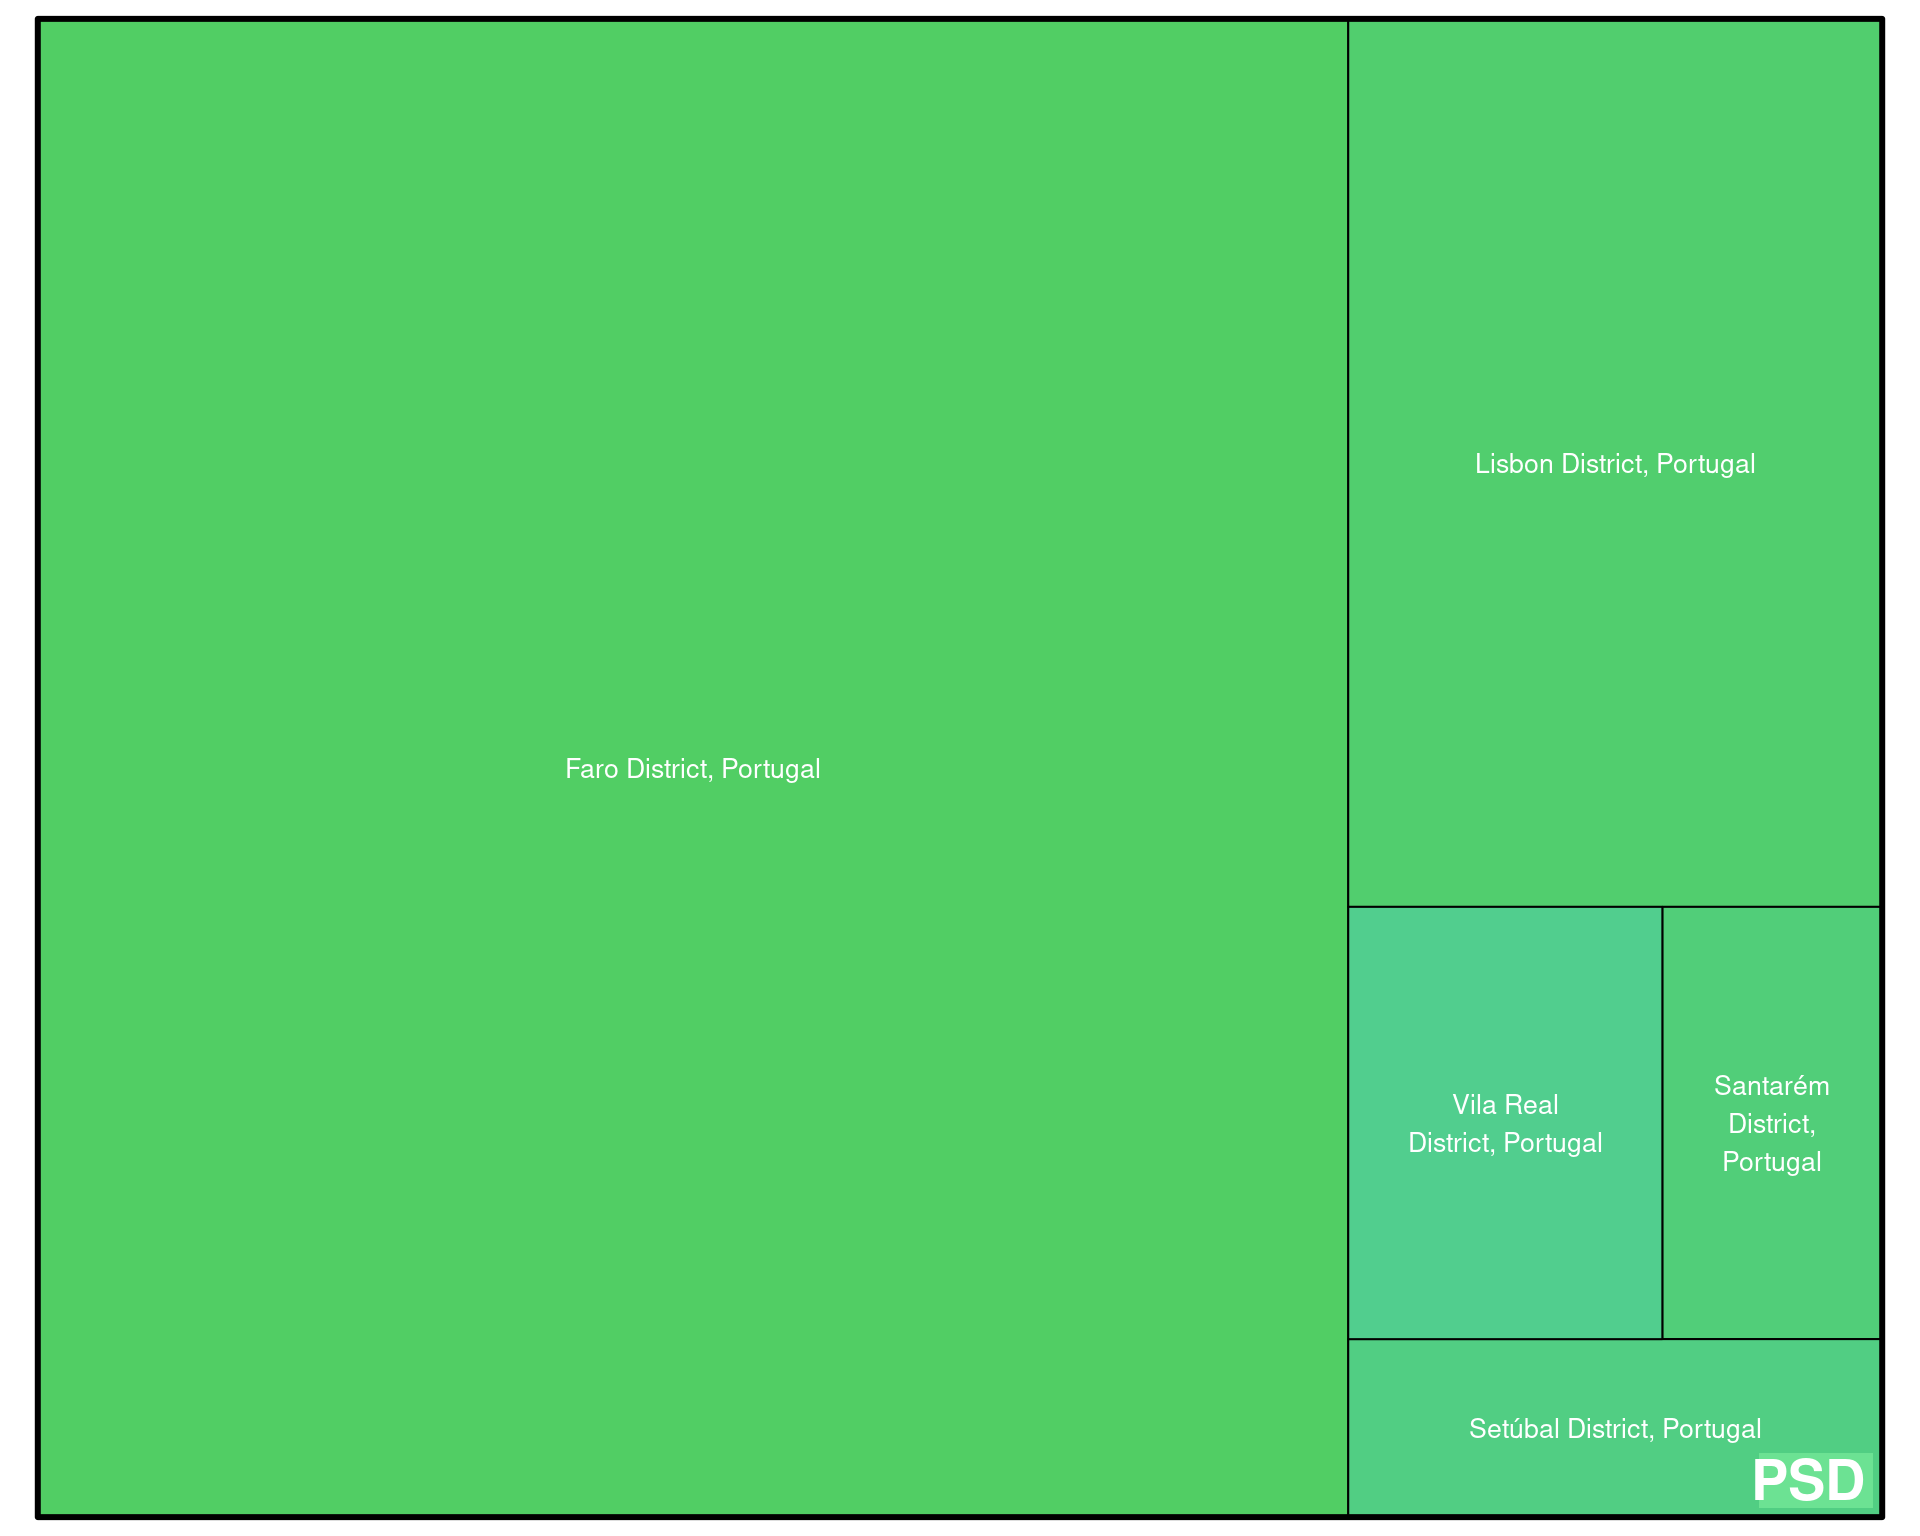 Faro District, Portugal
Lisbon District, Portugal
Vila Real
District, Portugal
Santarém
District,
Portugal
Setúbal District, Portugal
PSD